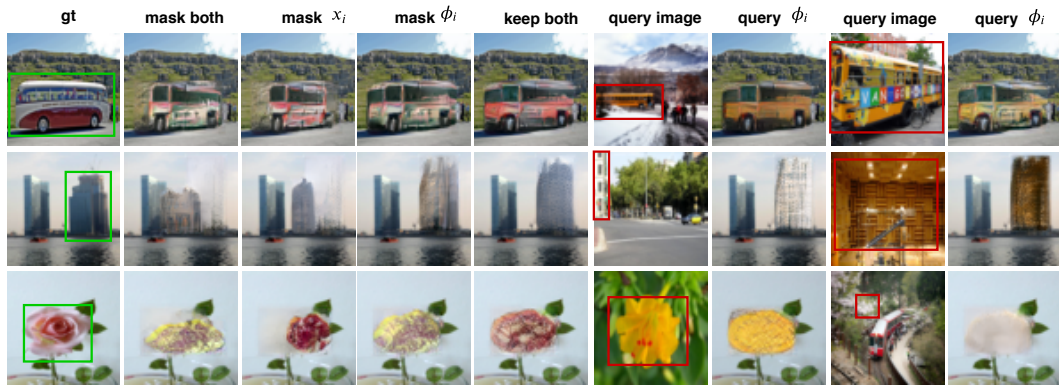 gt mask both mask xᵢ mask ϕᵢ keep both query image query ϕᵢ query image query ϕᵢ